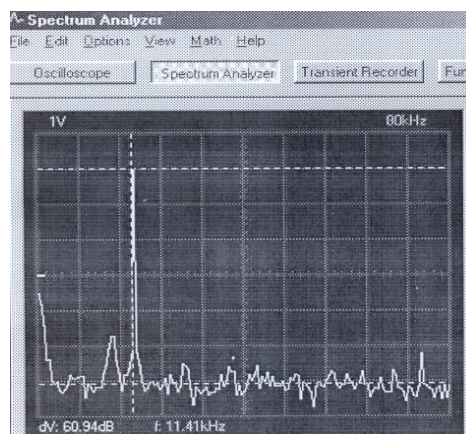 Spectrum Analyzer
File Edit Options View Math Help
Oscilloscope Spectrum Analyzer Transient Recorder
1V 80kHz
dV: 60.94dB f: 11.41kHz